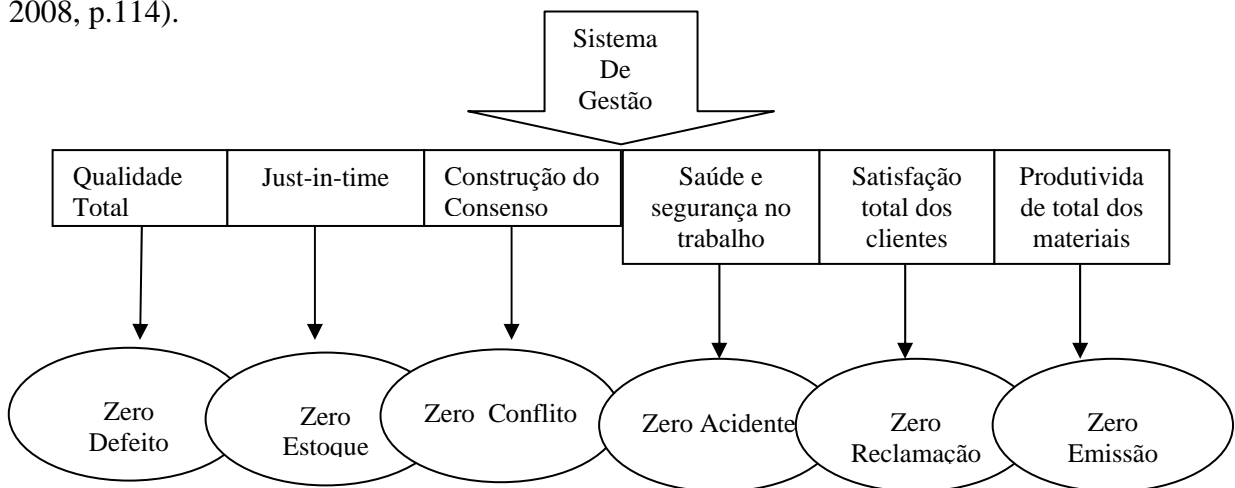 2008, p.114).
Sistema
De
Gestão
Qualidade
Total
Just-in-time
Construção do
Consenso
Saúde e
segurança no
trabalho
Satisfação
total dos
clientes
Produtivida
de total dos
materiais
Zero
Defeito
Zero
Estoque
Zero Conflito
Zero Acidente
Zero
Reclamação
Zero
Emissão